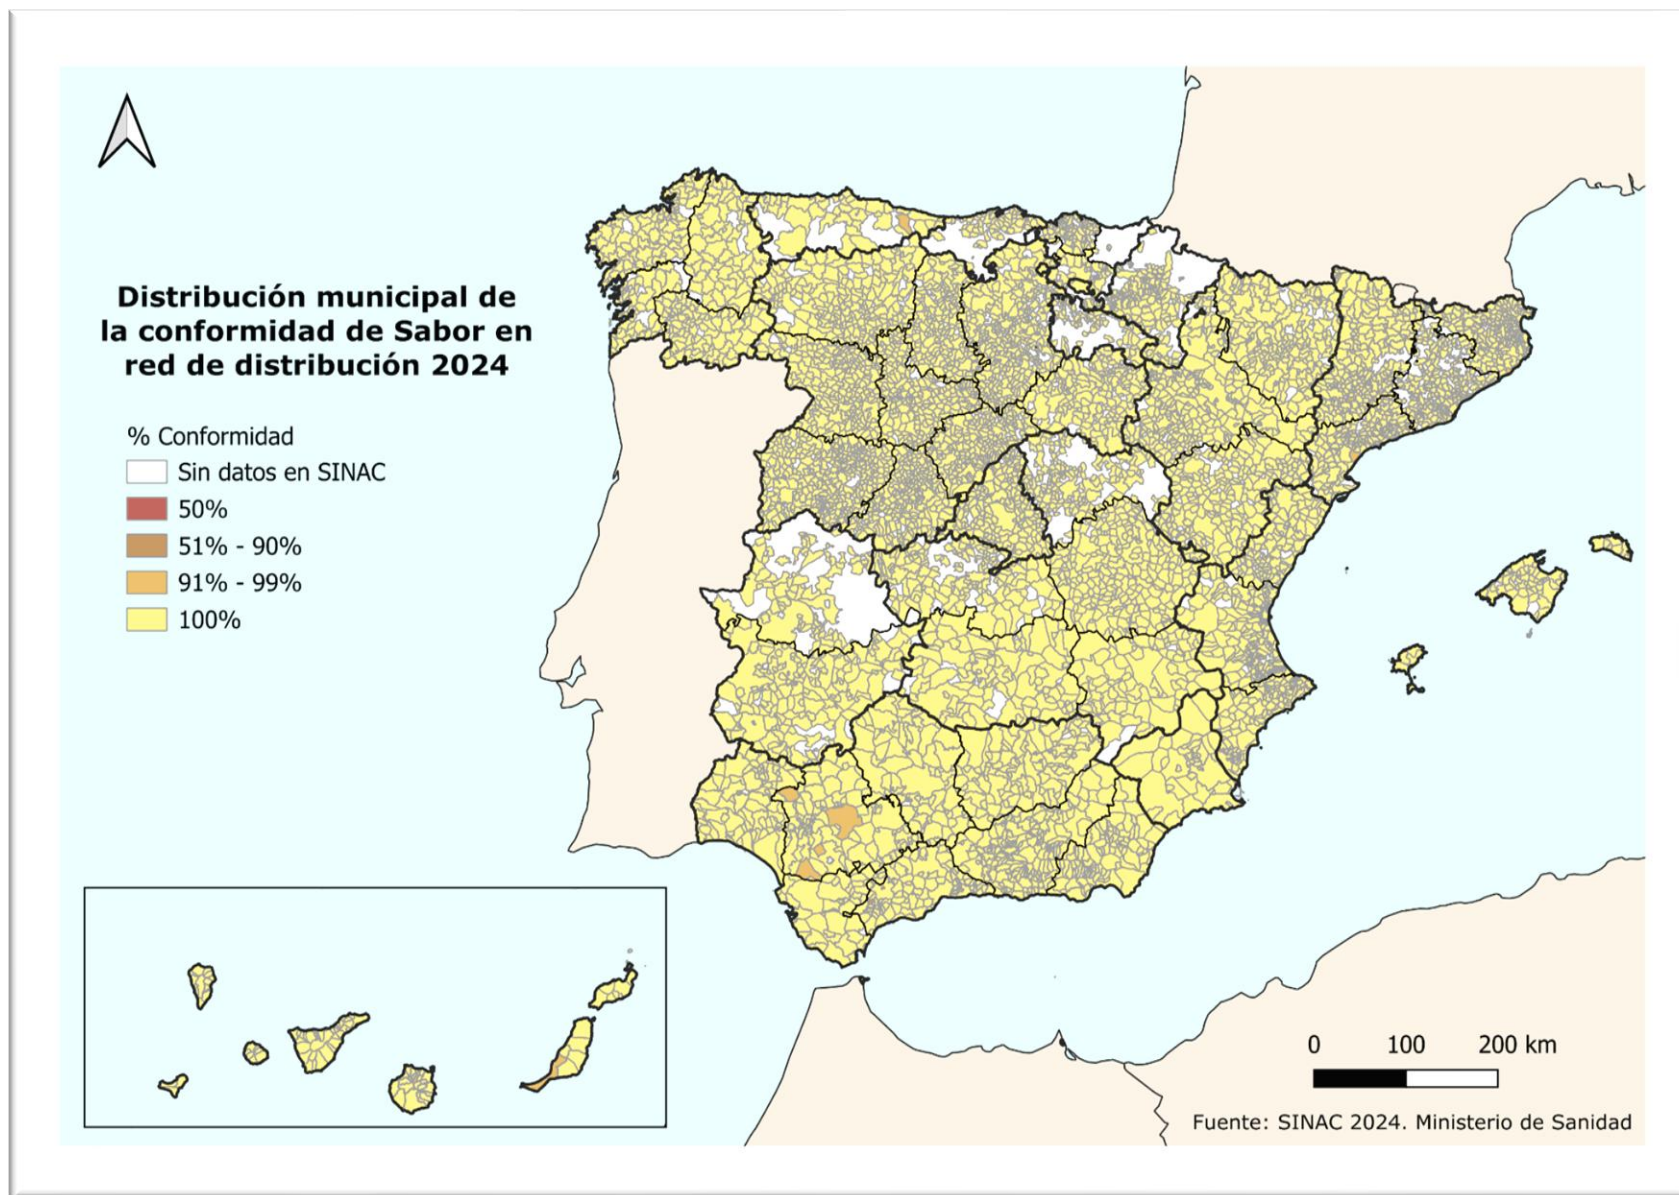 Distribución municipal de
la conformidad de Sabor en
red de distribución 2024
% Conformidad
Sin datos en SINAC
50%
51% - 90%
91% - 99%
100%
0 100 200 km
Fuente: SINAC 2024. Ministerio de Sanidad